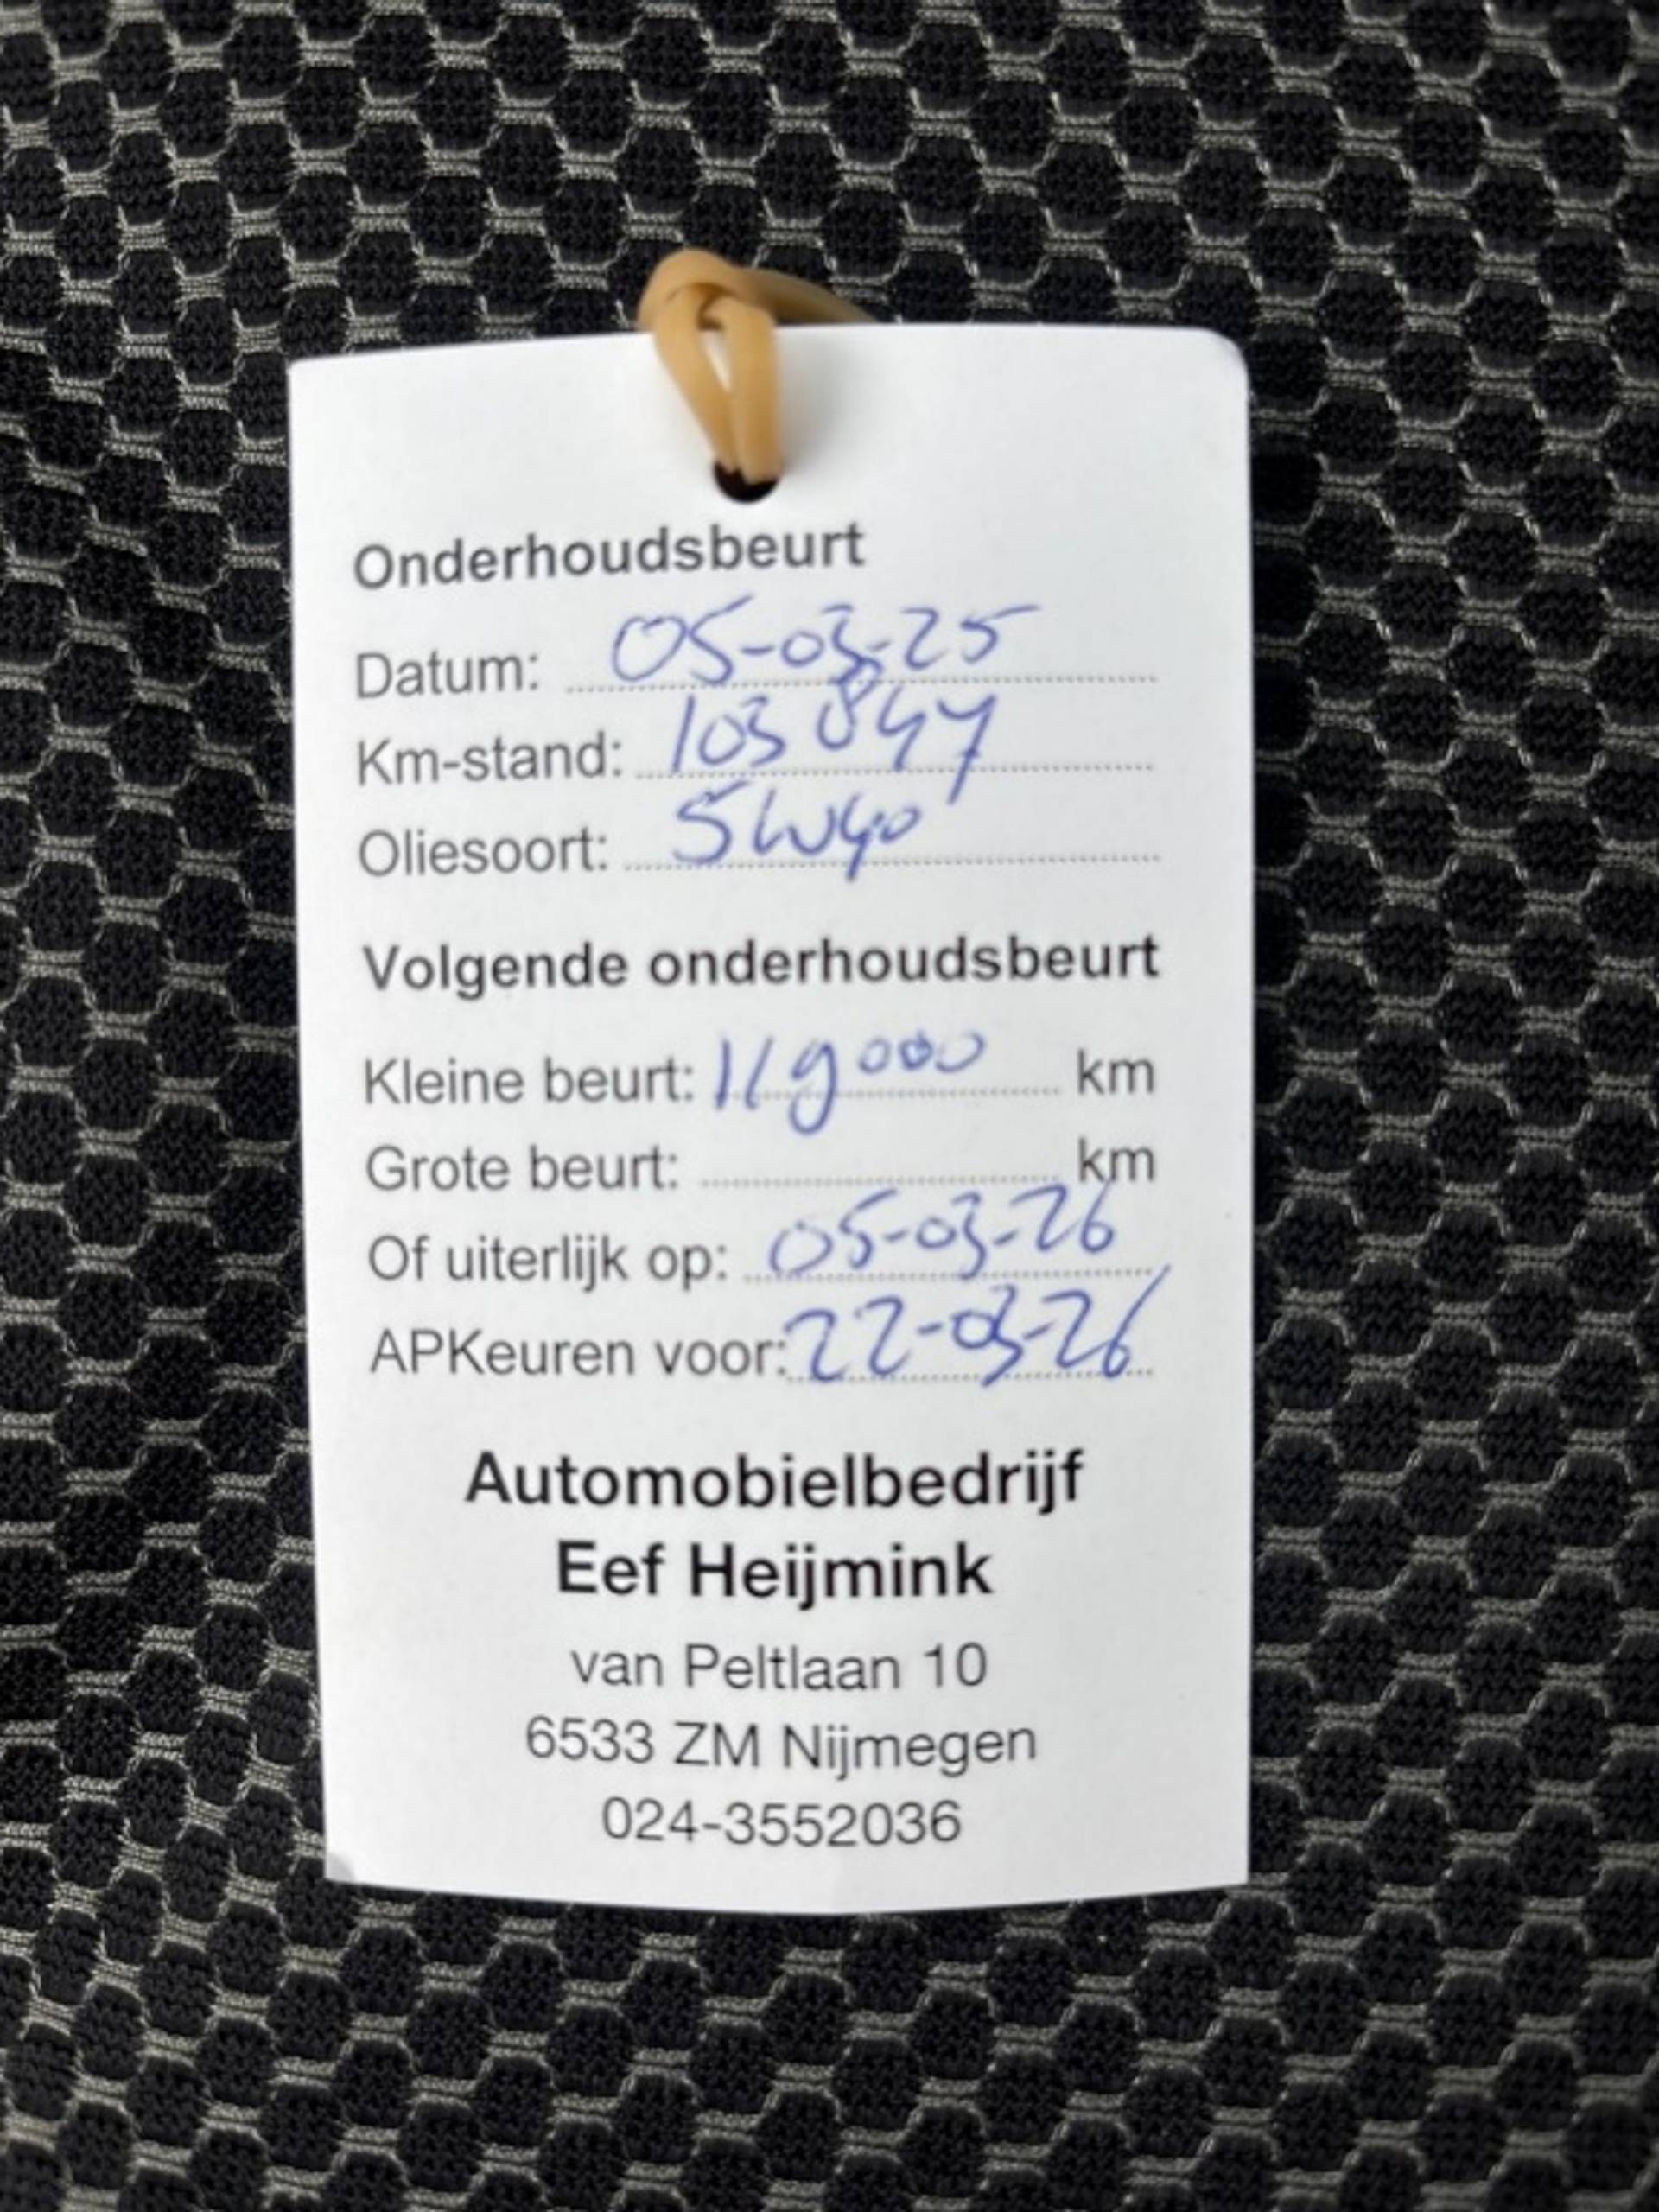 Onderhoudsbeurt
Datum: 05-03-25
Km-stand: 103 847
Oliesoort: 5W40
Volgende onderhoudsbeurt
Kleine beurt: 119000 km
Grote beurt: km
Of uiterlijk op: 05-03-26
APKeuren voor: 22-03-26
Automobielbedrijf
Eef Heijmink
van Peltlaan 10
6533 ZM Nijmegen
024-3552036